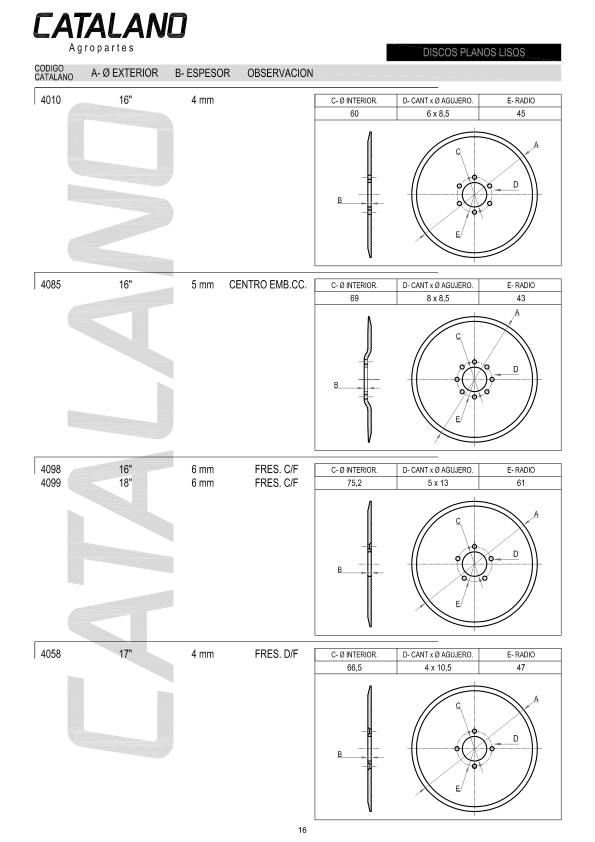 CATALANO
Agropartes
DISCOS PLANOS LISOS
CODIGO CATALANO A- Ø EXTERIOR B- ESPESOR OBSERVACION
4010 16" 4 mm
C- Ø INTERIOR. D- CANT x Ø AGUJERO. E- RADIO
60 6 x 8,5 45
A
C
D
B
E
4085 16" 5 mm CENTRO EMB.CC.
C- Ø INTERIOR. D- CANT x Ø AGUJERO. E- RADIO
69 8 x 8,5 43
A
C
D
B
E
4098 16" 6 mm FRES. C/F
4099 18" 6 mm FRES. C/F
C- Ø INTERIOR. D- CANT x Ø AGUJERO. E- RADIO
75,2 5 x 13 61
A
C
D
B
E
4058 17" 4 mm FRES. D/F
C- Ø INTERIOR. D- CANT x Ø AGUJERO. E- RADIO
66,5 4 x 10,5 47
A
C
D
B
E
CATALANO
16